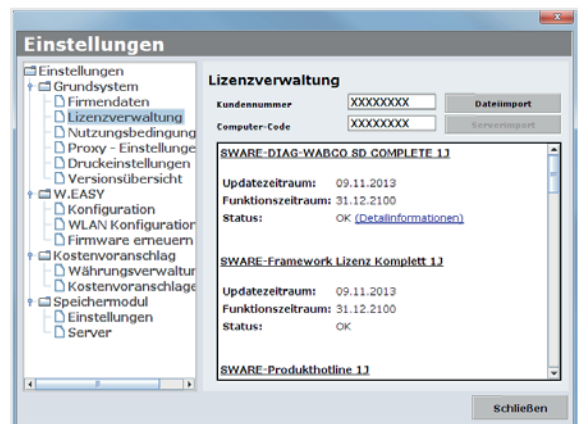 Einstellungen
Einstellungen
Grundsystem
Firmendaten
Lizenzverwaltung
Nutzungsbedingung
Proxy - Einstellunge
Druckeinstellungen
Versionsübersicht
W.EASY
Konfiguration
WLAN Konfiguration
Firmware erneuern
Kostenvoranschlag
Währungsverwaltur
Kostenvoranschlage
Speichermodul
Einstellungen
Server
Lizenzverwaltung
Kundennummer XXXXXXXX Dateiimport
Computer-Code XXXXXXXX Serverimport
SWARE-DIAG-WABCO SD COMPLETE 1J
Updatezeitraum: 09.11.2013
Funktionszeitraum: 31.12.2100
Status: OK (Detailinformationen)
SWARE-Framework Lizenz Komplett 1J
Updatezeitraum: 09.11.2013
Funktionszeitraum: 31.12.2100
Status: OK
SWARE-Produkthotline 1J
Schließen